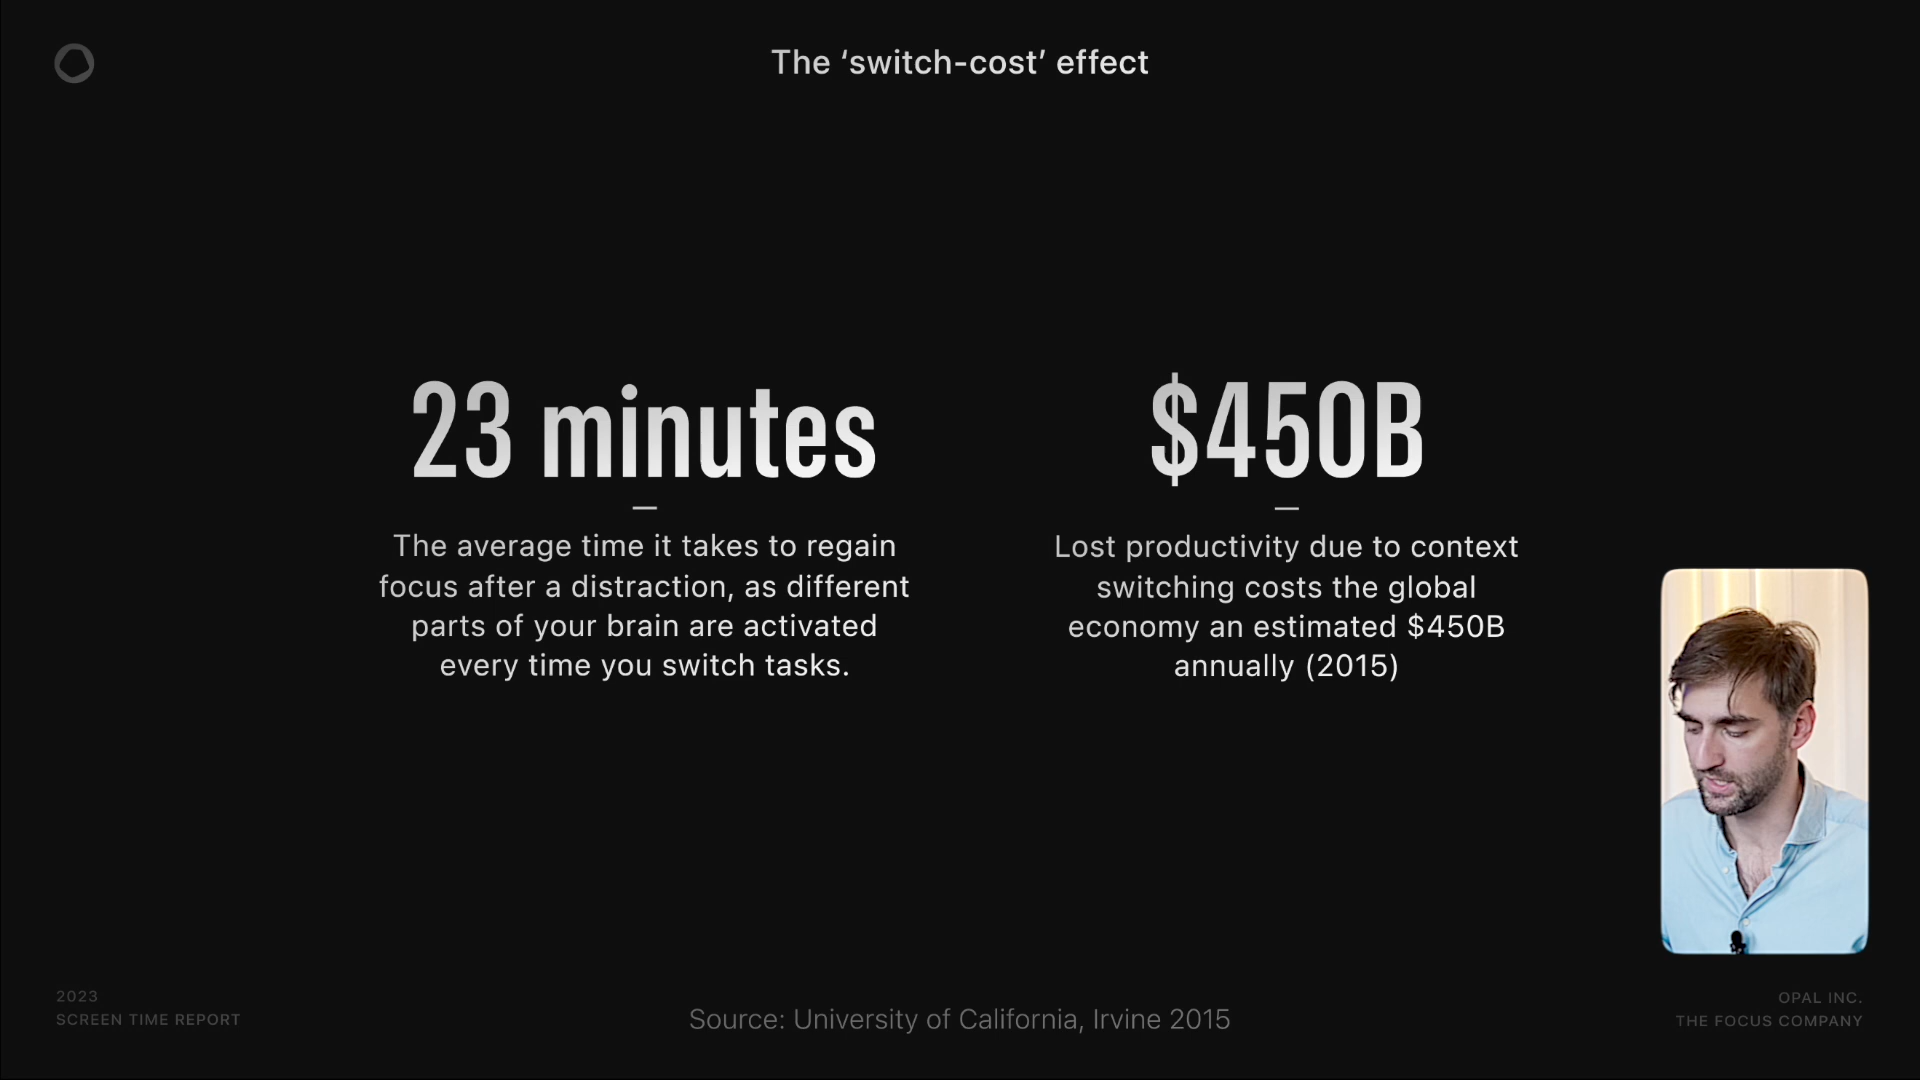 The ‘switch-cost’ effect
23 minutes
The average time it takes to regain
focus after a distraction, as different
parts of your brain are activated
every time you switch tasks.
$450B
Lost productivity due to context
switching costs the global
economy an estimated $450B
annually (2015)
2023
SCREEN TIME REPORT
Source: University of California, Irvine 2015
OPAL INC.
THE FOCUS COMPANY